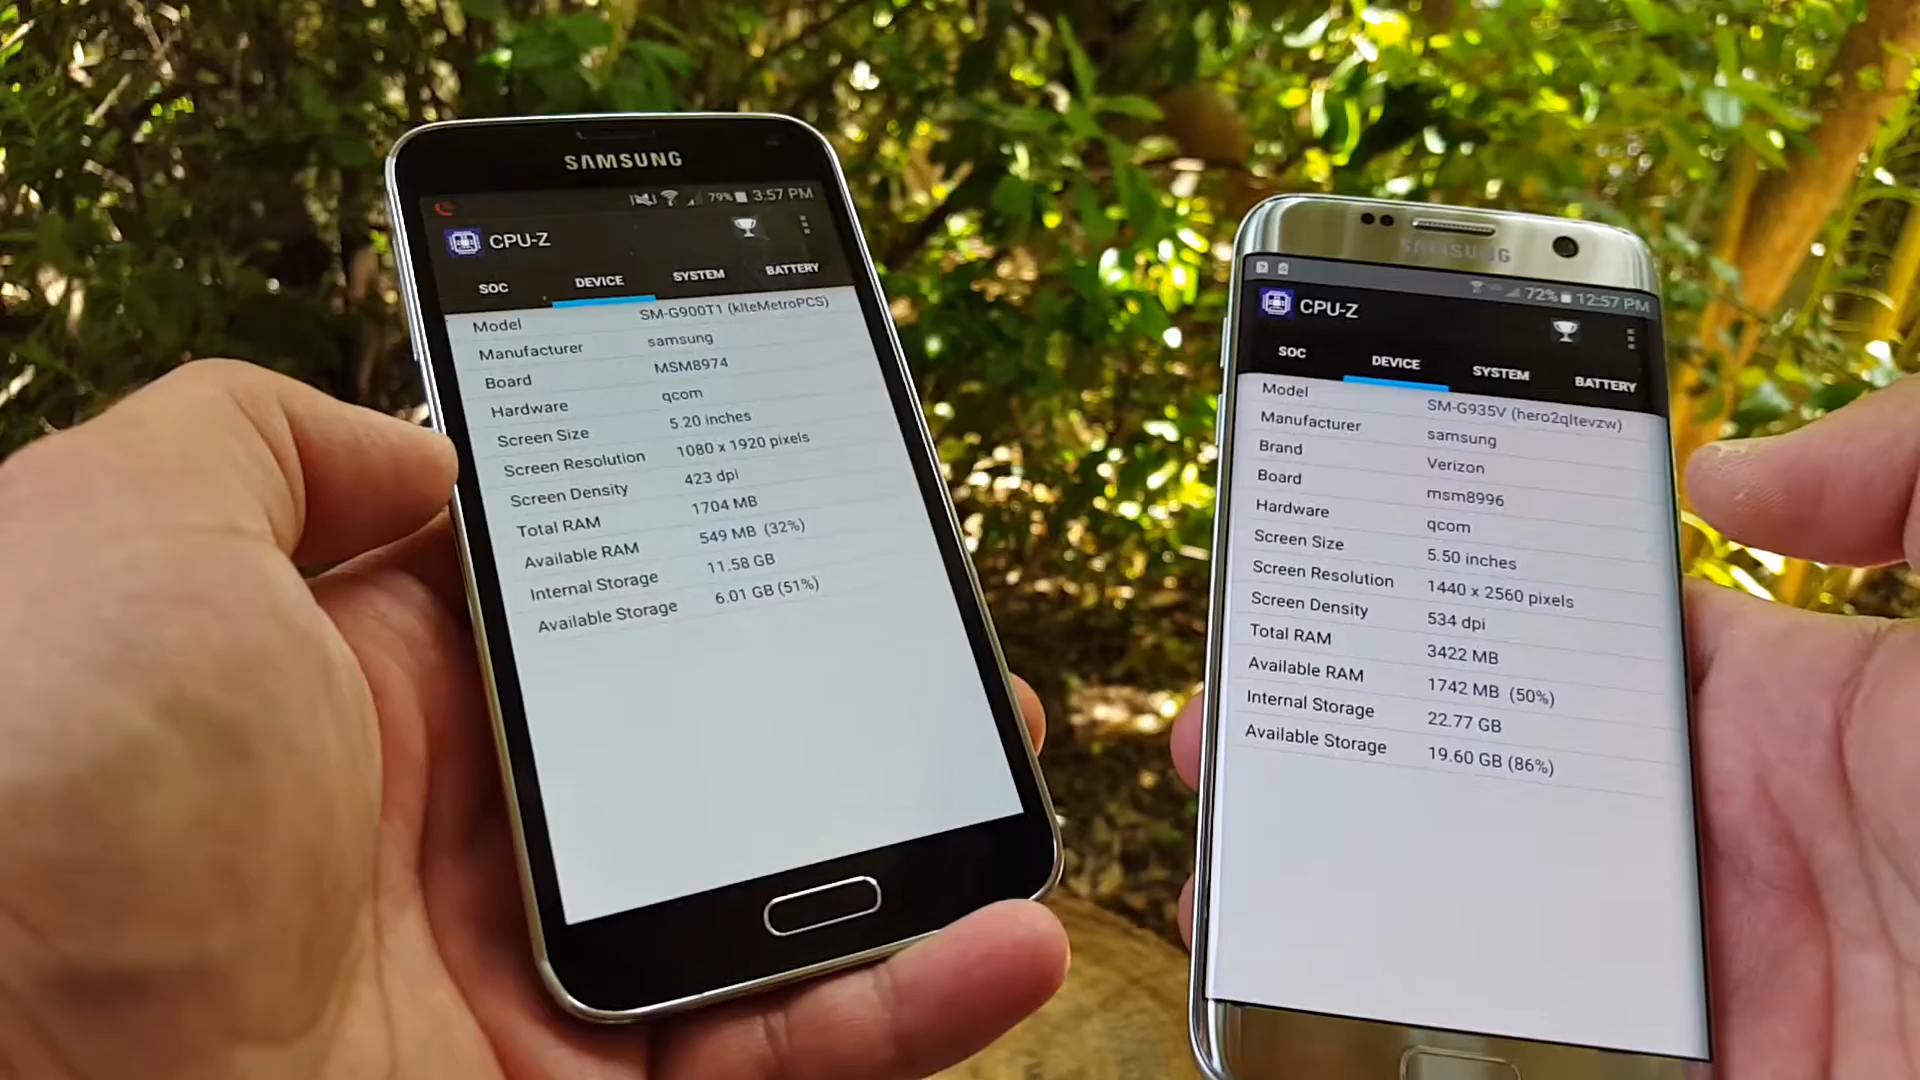 SAMSUNG
79% 3:57 PM
CPU-Z
SOC DEVICE SYSTEM BATTERY
Model SM-G900T1 (klteMetroPCS)
Manufacturer samsung
Board MSM8974
Hardware qcom
Screen Size 5.20 inches
Screen Resolution 1080 x 1920 pixels
Screen Density 423 dpi
Total RAM 1704 MB
Available RAM 549 MB (32%)
Internal Storage 11.58 GB
Available Storage 6.01 GB (51%)
SAMSUNG
72% 12:57 PM
CPU-Z
SOC DEVICE SYSTEM BATTERY
Model SM-G935V (hero2qltevzw)
Manufacturer samsung
Brand Verizon
Board msm8996
Hardware qcom
Screen Size 5.50 inches
Screen Resolution 1440 x 2560 pixels
Screen Density 534 dpi
Total RAM 3422 MB
Available RAM 1742 MB (50%)
Internal Storage 22.77 GB
Available Storage 19.60 GB (86%)